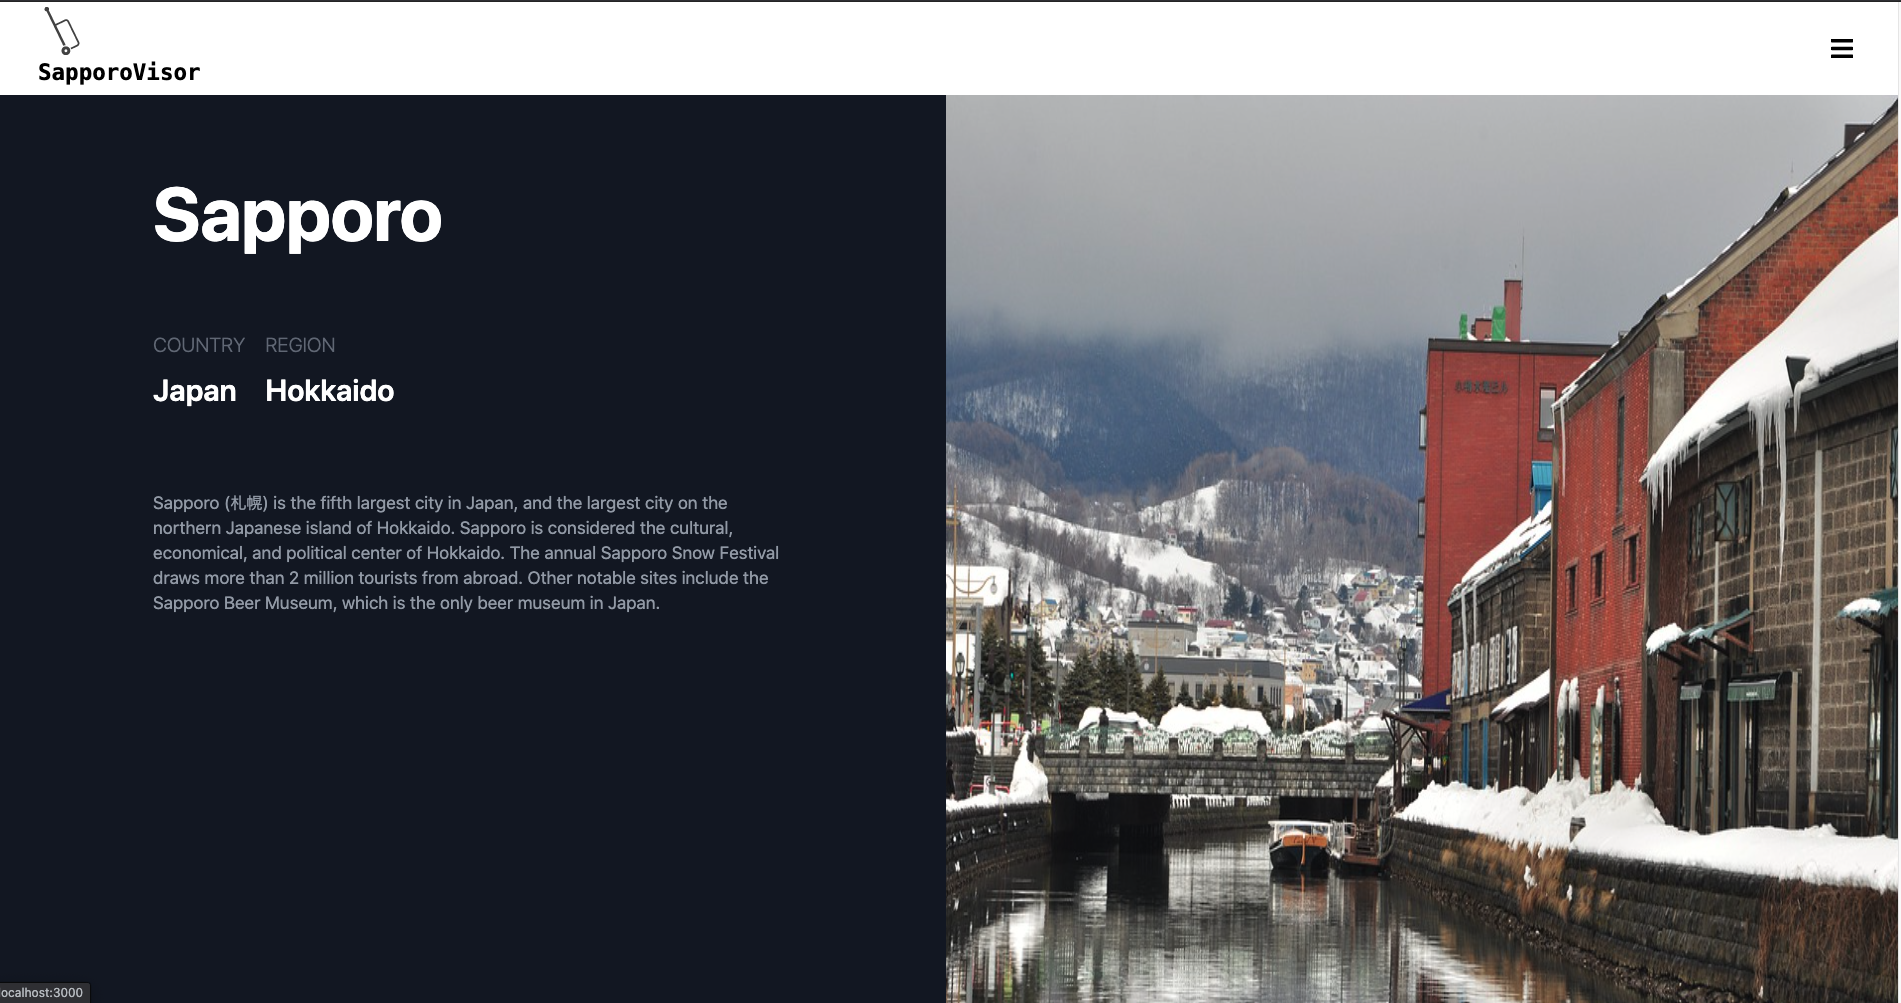 SapporoVisor
Sapporo
COUNTRY REGION
Japan Hokkaido
Sapporo (札幌) is the fifth largest city in Japan, and the largest city on the
northern Japanese island of Hokkaido. Sapporo is considered the cultural,
economical, and political center of Hokkaido. The annual Sapporo Snow Festival
draws more than 2 million tourists from abroad. Other notable sites include the
Sapporo Beer Museum, which is the only beer museum in Japan.
ocalhost:3000